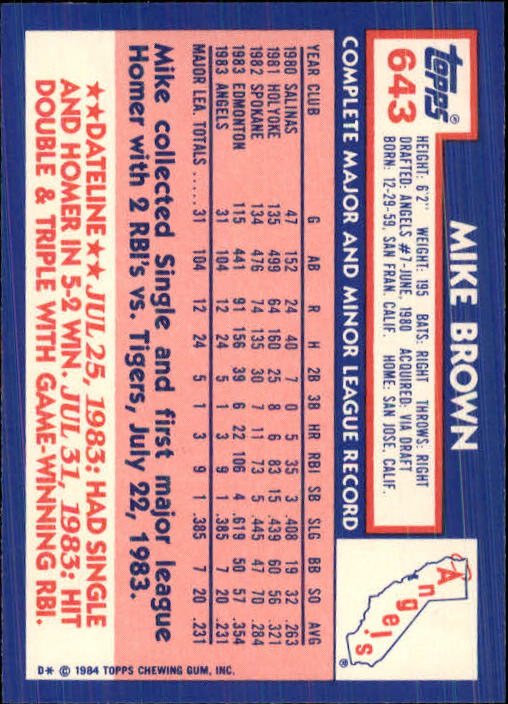 topps®
643
MIKE BROWN
HEIGHT: 6'2" WEIGHT: 195 BATS: RIGHT THROWS: RIGHT
DRAFTED: ANGELS #7-JUNE, 1980 ACQUIRED: VIA DRAFT
BORN: 12-29-59, SAN FRAN, CALIF. HOME: SAN JOSE, CALIF.
Angels®
COMPLETE MAJOR AND MINOR LEAGUE RECORD
YEAR CLUB G AB R H 2B 3B HR RBI SB SLG BB SO AVG
1980 SALINAS 47 152 24 40 7 0 5 35 3 .408 19 32 .263
1981 HOLYOKE 135 499 64 160 25 8 6 83 15 .439 60 56 .321
1982 SPOKANE 134 476 74 135 30 7 11 73 5 .445 47 70 .284
1983 EDMONTON 115 441 91 156 39 6 22 106 4 .619 50 57 .354
1983 ANGELS 31 104 12 24 5 1 3 9 1 .385 7 20 .231
MAJOR LEA. TOTALS ..... 31 104 12 24 5 1 3 9 1 .385 7 20 .231
Mike collected Single and first major league
Homer with 2 RBI's vs. Tigers, July 22, 1983.
★★DATELINE★★ JUL 25, 1983: HAD SINGLE
AND HOMER IN 5-2 WIN. JUL 31, 1983: HIT
DOUBLE & TRIPLE WITH GAME-WINNING RBI.
D* © 1984 TOPPS CHEWING GUM, INC.